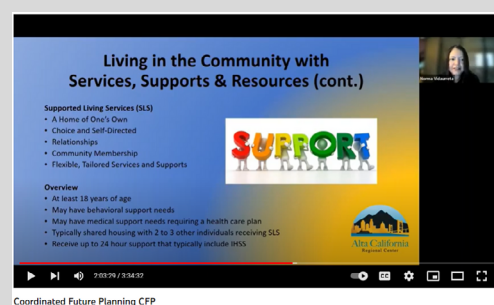 Living in the Community with
Services, Supports & Resources (cont.)
Supported Living Services (SLS)
• A Home of One's Own
• Choice and Self-Directed
• Relationships
• Community Membership
• Flexible, Tailored Services and Supports
SUPPORT
Overview
• At least 18 years of age
• May have behavioral support needs
• May have medical support needs requiring a health care plan
• Typically shared housing with 2 to 3 other individuals receiving SLS
• Receive up to 24 hour support that typically include IHSS
Alta California
Regional Center
2:03:29 / 3:34:32
CC
Coordinated Future Planning CFP